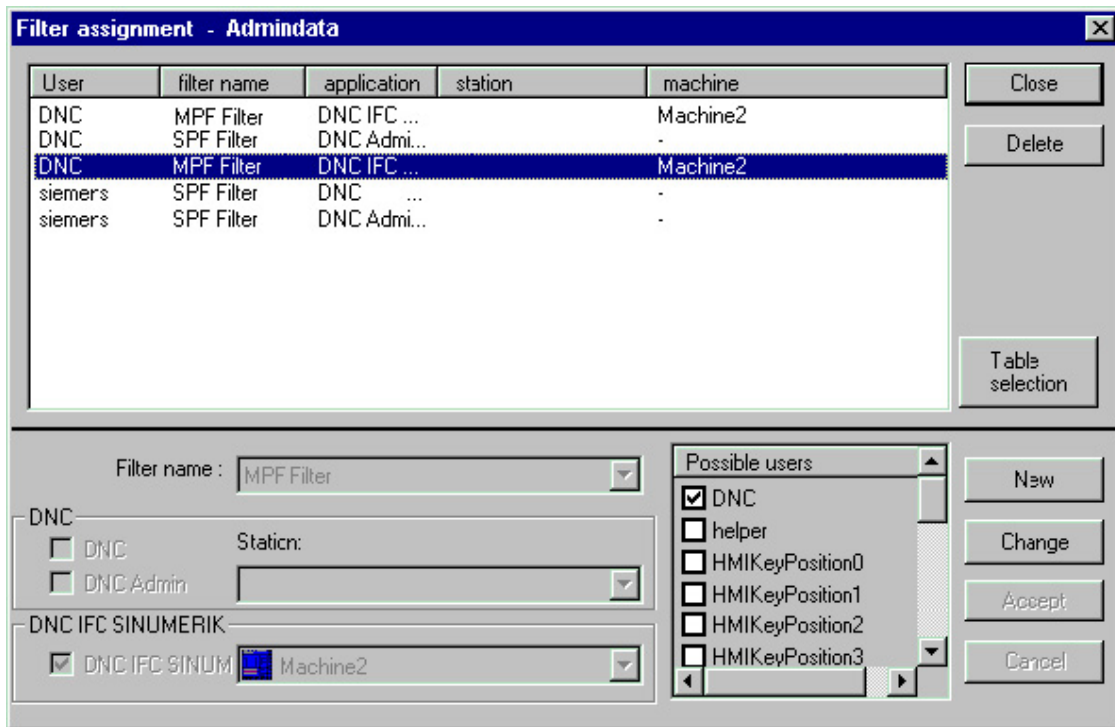 Filter assignment - Admindata
User filter name application station machine
DNC MPF Filter DNC IFC ... Machine2
DNC SPF Filter DNC Admi... -
DNC MPF Filter DNC IFC ... Machine2
siemers SPF Filter DNC ... -
siemers SPF Filter DNC Admi... -
Close
Delete
Table
selection
Filter name : MPF Filter
DNC
DNC Station:
DNC Admin
DNC IFC SINUMERIK
DNC IFC SINUM Machine2
Possible users
DNC
helper
HMIKeyPosition0
HMIKeyPosition1
HMIKeyPosition2
HMIKeyPosition3
New
Change
Accept
Cancel